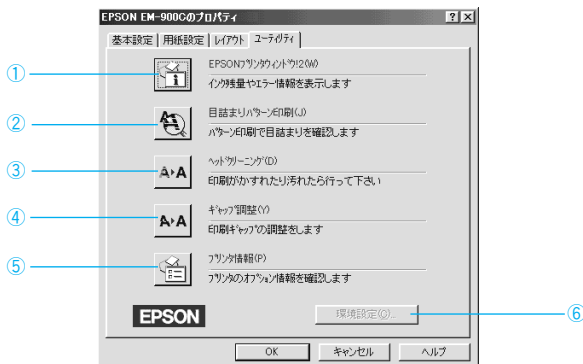 EPSON EM-900Cのプロパティ
? ×
基本設定 用紙設定 レイアウト ユーティリティ
①
EPSONプリンタウィンドウ!2(W)
インク残量やエラー情報を表示します
②
目詰まりパターン印刷(J)
パターン印刷で目詰まりを確認します
③
A A
ヘッドクリーニング(D)
印刷がかすれたり汚れたら行って下さい
④
A A
ギャップ調整(Y)
印刷ギャップの調整をします
⑤
プリンタ情報(P)
プリンタのオプション情報を確認します
EPSON
環境設定(C)...
⑥
OK キャンセル ヘルプ